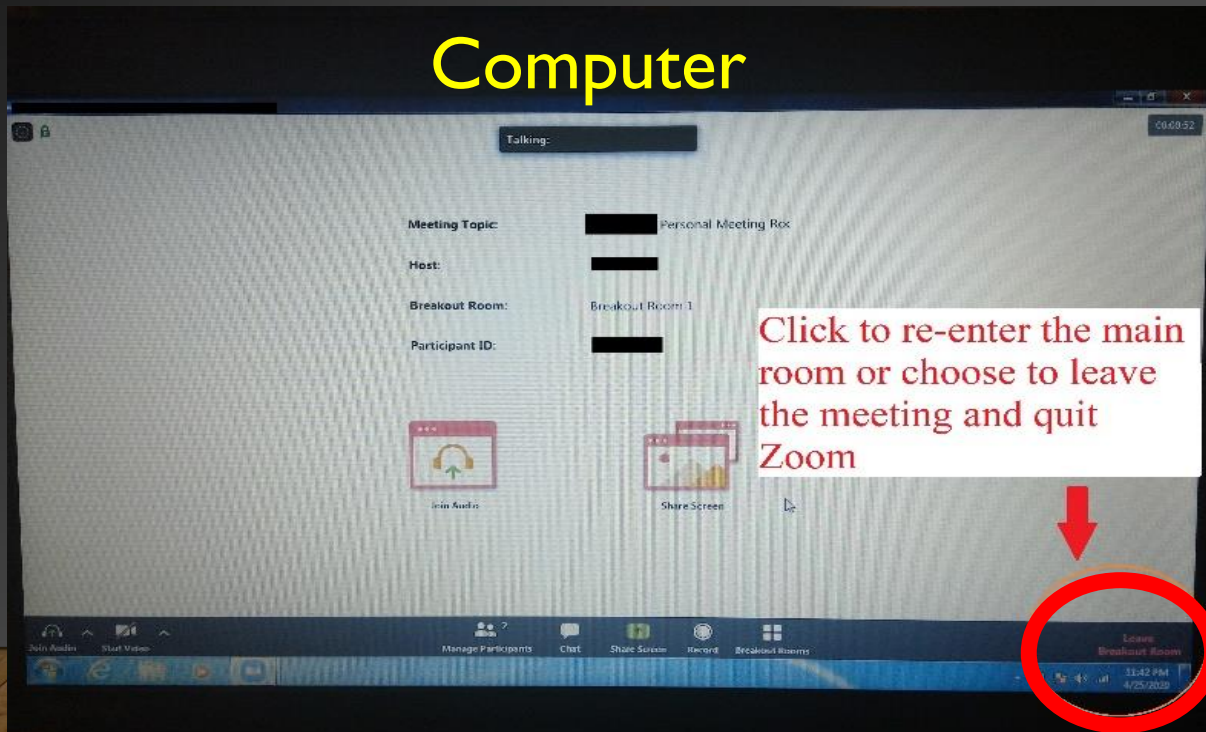 Computer
Talking:
Meeting Topic: Personal Meeting Roo
Host:
Breakout Room: Breakout Room 1
Participant ID:
Click to re-enter the main
room or choose to leave
the meeting and quit
Zoom
Join Audio Share Screen
Join Audio Start Video Manage Participants Chat Share Screen Record Breakout Rooms
Leave
Breakout Room
11:42 PM
4/25/2020